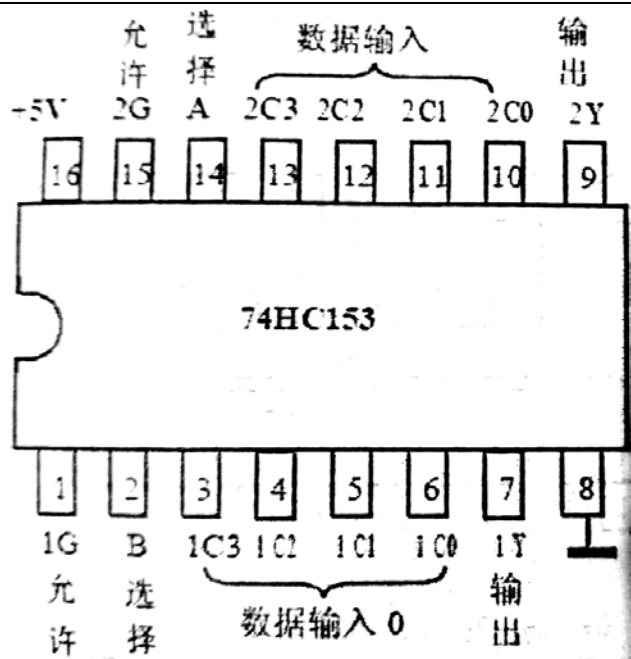 允许 选择 数据输入 输出
+5V 2G A 2C3 2C2 2C1 2C0 2Y
16 15 14 13 12 11 10 9
74HC153
1 2 3 4 5 6 7 8
1G B 1C3 1C2 1C1 1C0 1Y
允许 选择 数据输入 0 输出